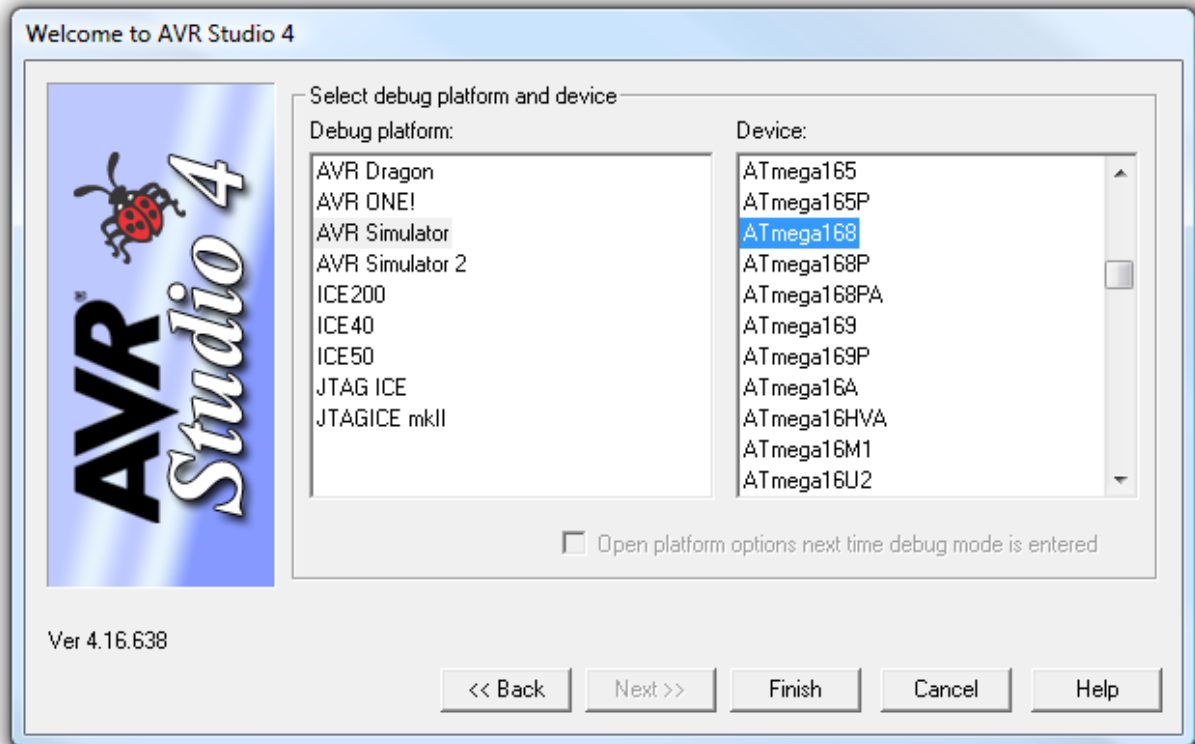 Welcome to AVR Studio 4
AVR® Studio 4
Select debug platform and device
Debug platform:
AVR Dragon
AVR ONE!
AVR Simulator
AVR Simulator 2
ICE200
ICE40
ICE50
JTAG ICE
JTAGICE mkII
Device:
ATmega165
ATmega165P
ATmega168
ATmega168P
ATmega168PA
ATmega169
ATmega169P
ATmega16A
ATmega16HVA
ATmega16M1
ATmega16U2
Open platform options next time debug mode is entered
Ver 4.16.638
<< Back
Next >>
Finish
Cancel
Help